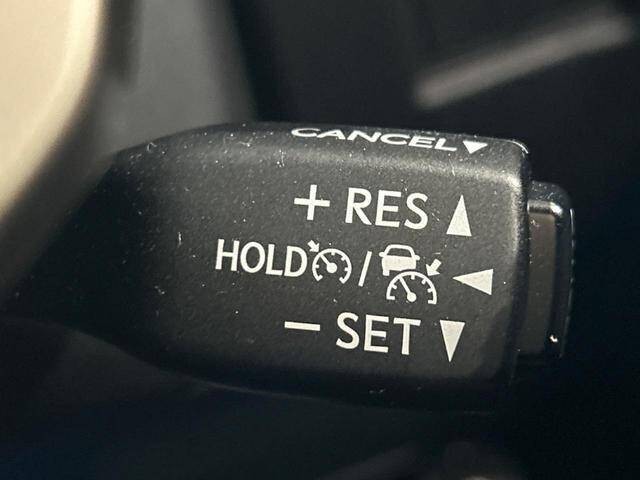 CANCEL▼
+ RES ▲
HOLD / ◀
− SET ▼